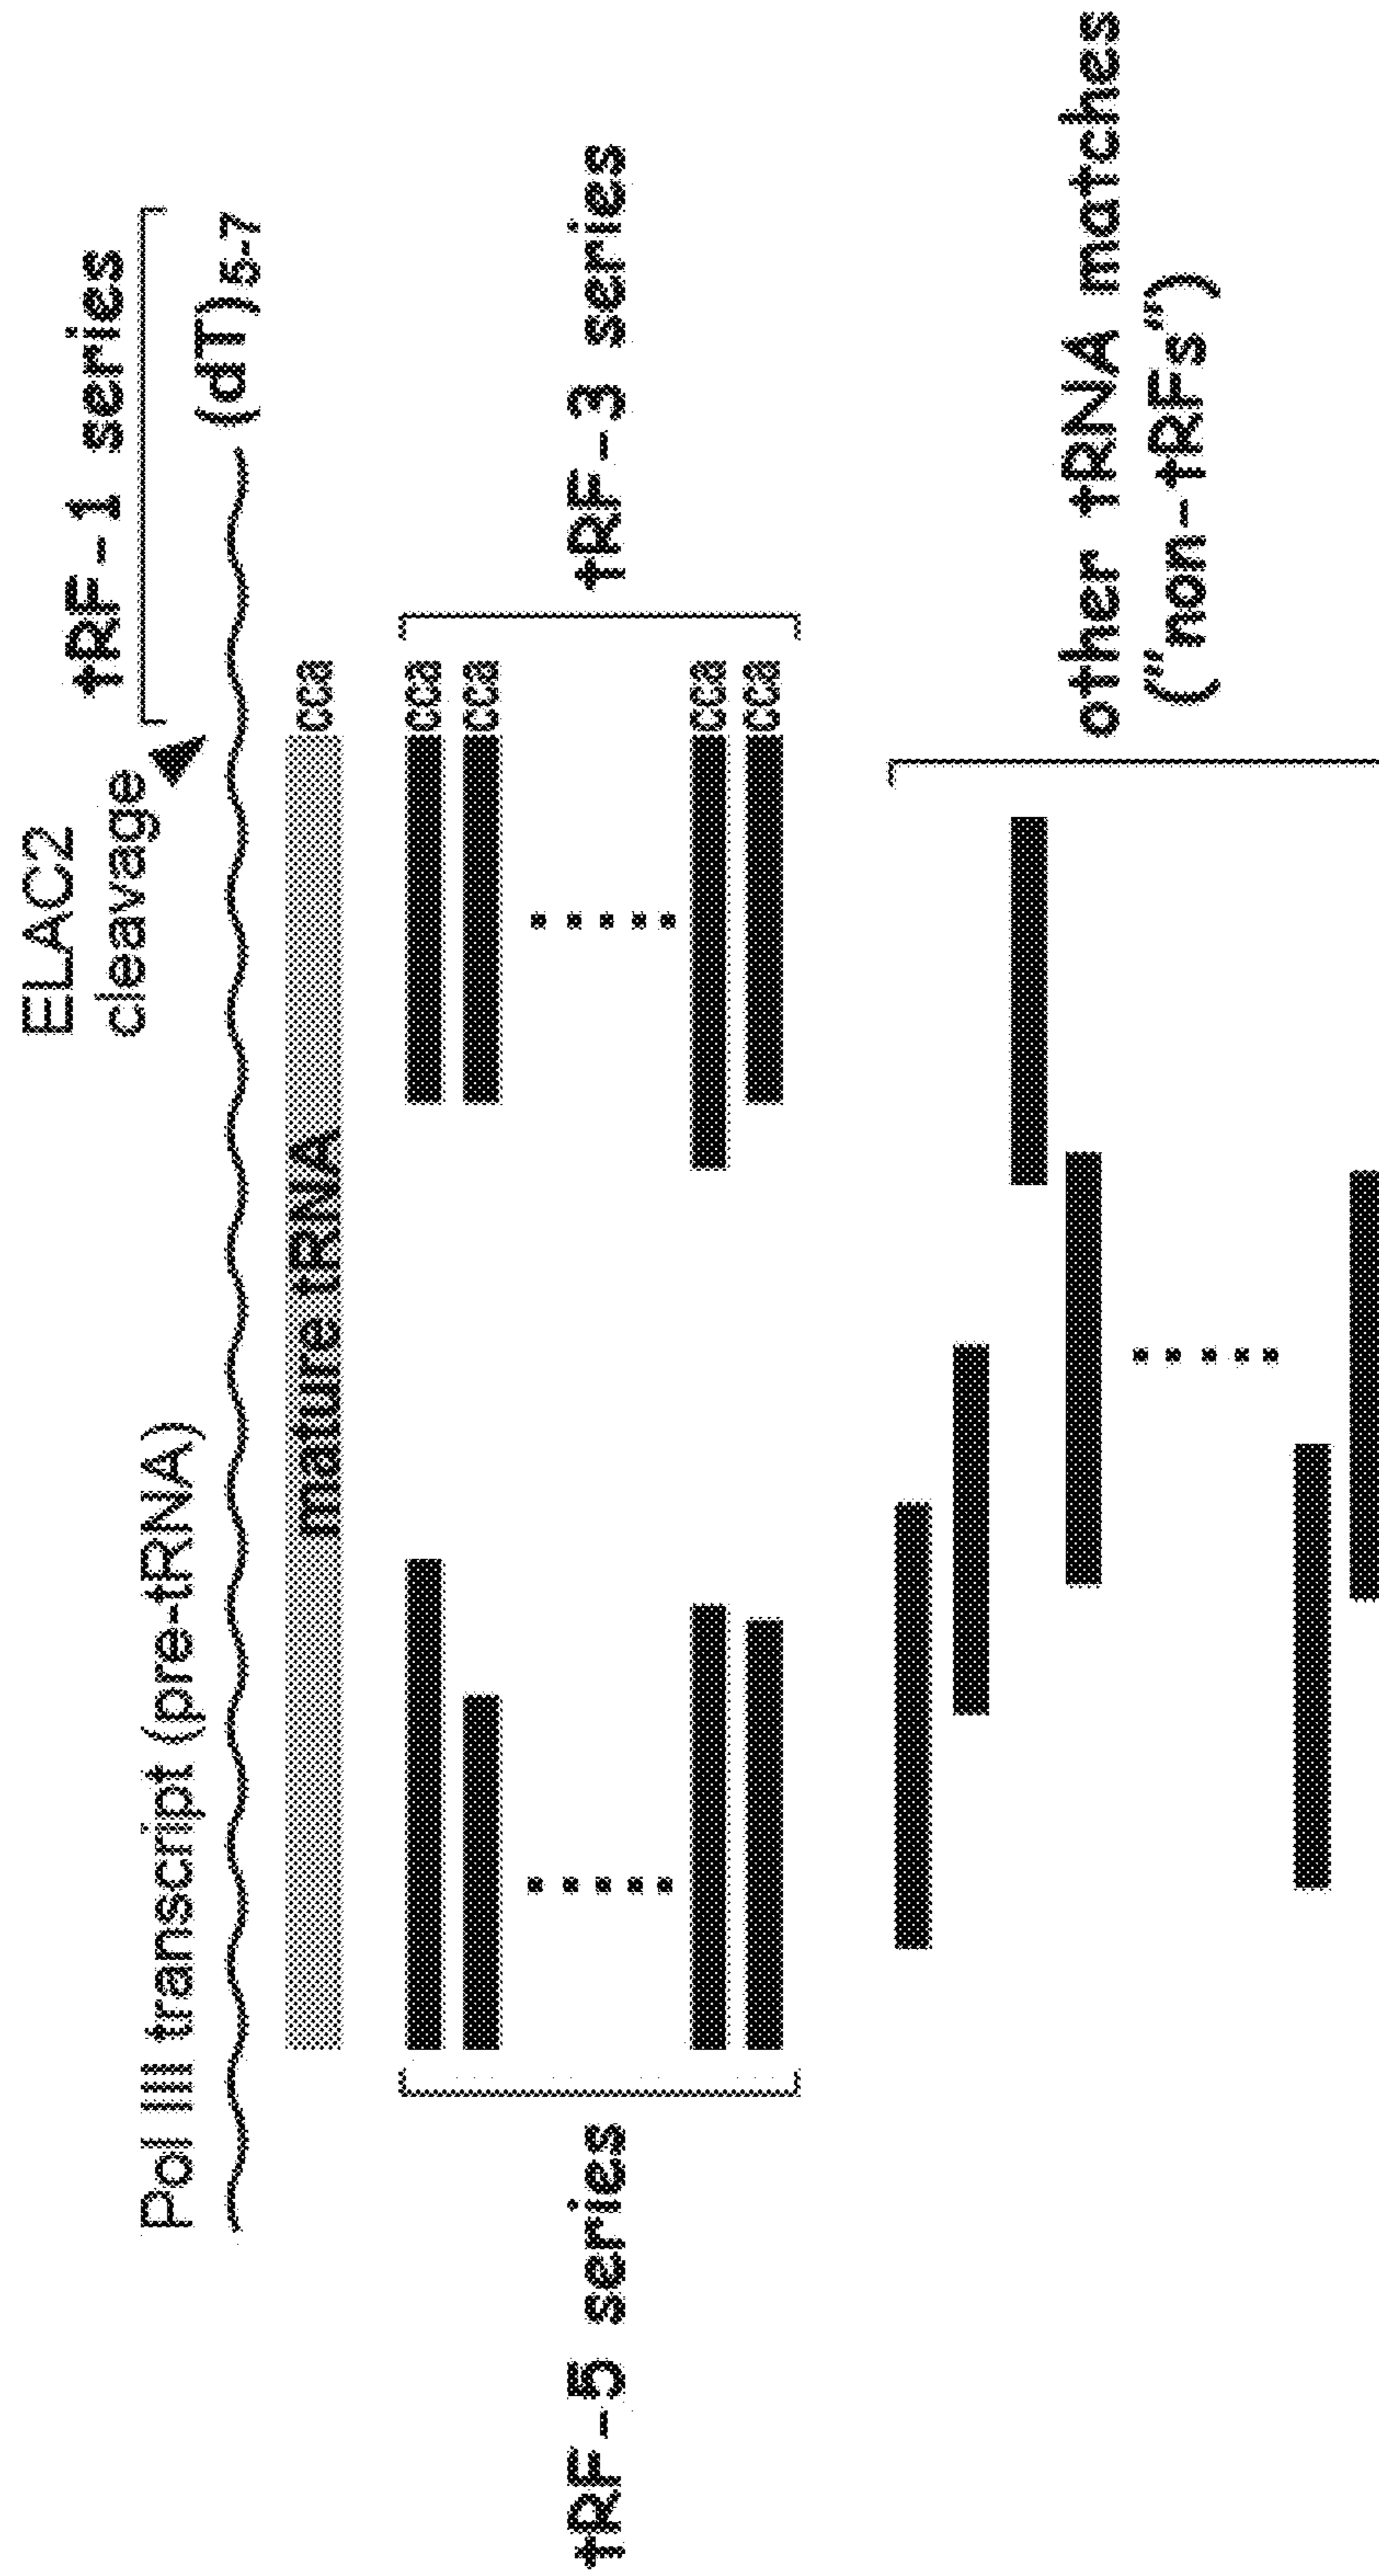 ELAC2
cleavage
tRF-1 series
Pol III transcript (pre-tRNA)
(dT)5-7
mature tRNA
cca
tRF-5 series
cca
cca
cca
cca
tRF-3 series
other tRNA matches
("non-tRFs")